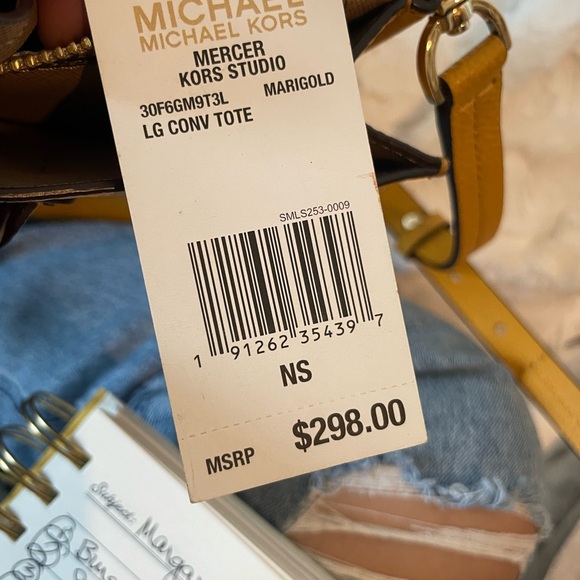 MICHAEL
MICHAEL KORS
MERCER
KORS STUDIO
30F6GM9T3L MARIGOLD
LG CONV TOTE
SMLS253-0009
1 91262 35439 7
NS
MSRP $298.00
Subject: